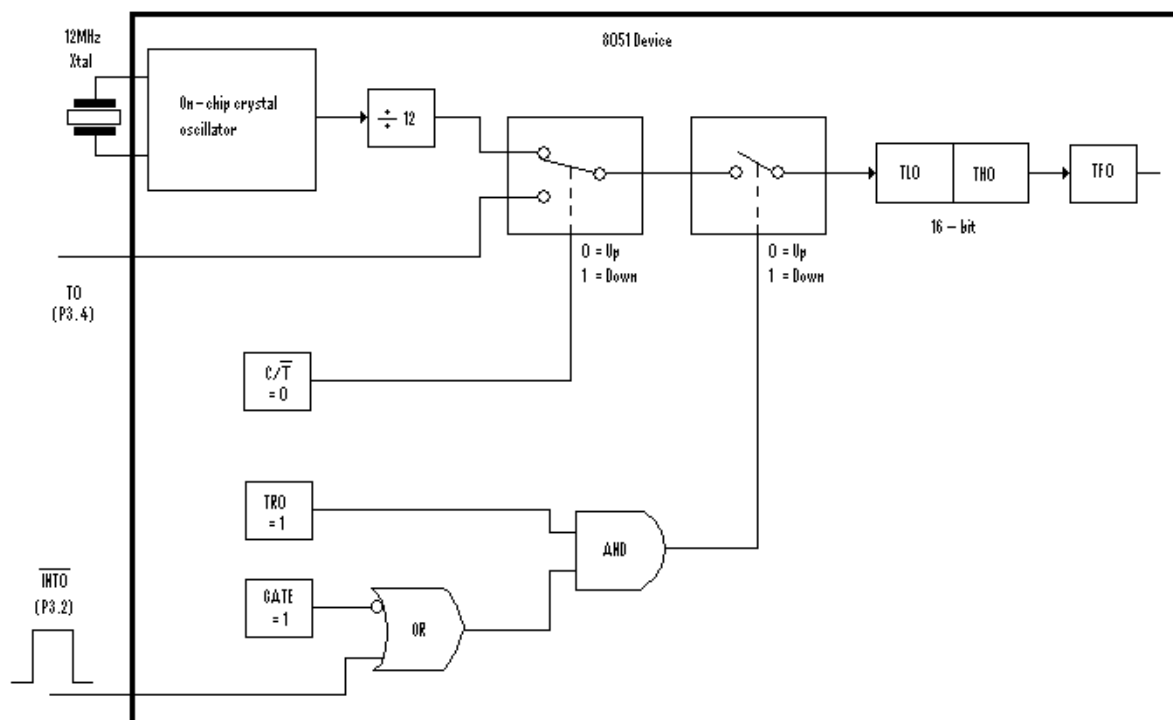 12MHz
Xtal
8051 Device
On-chip crystal
oscillator
÷ 12
TL0
TH0
TF0
16 - bit
0 = Up
1 = Down
0 = Up
1 = Down
T0
(P3.4)
C/T̅
= 0
TR0
= 1
AND
I̅N̅T̅0̅
(P3.2)
GATE
= 1
OR